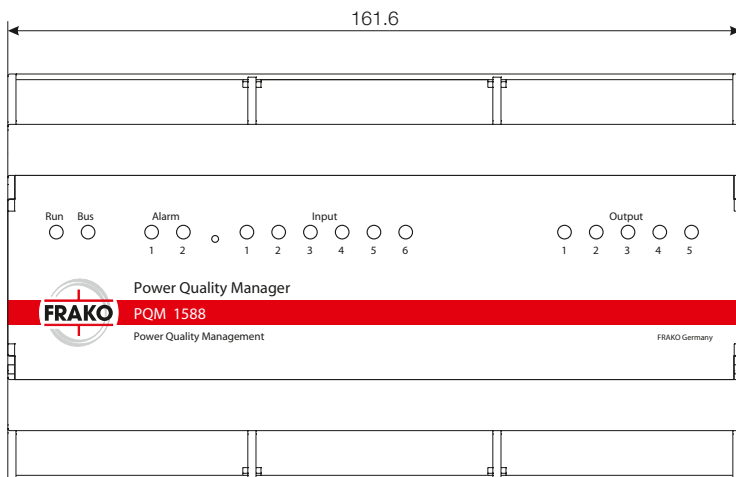 161.6
Run Bus Alarm Input Output
1 2 1 2 3 4 5 6 1 2 3 4 5
Power Quality Manager
FRAKO PQM 1588
Power Quality Management FRAKO Germany